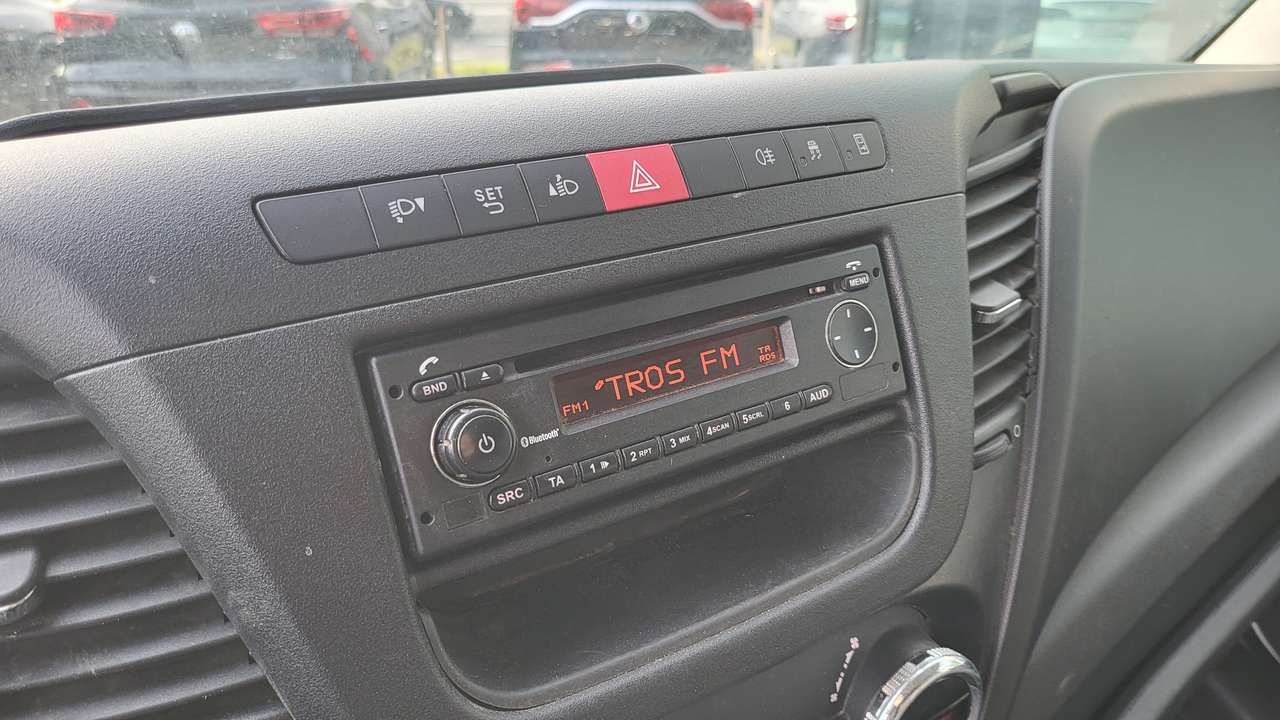 SET
MENU
BND
TROS FM
TA
RDS
FM1
Bluetooth
SRC
TA
1
2 RPT
3 MIX
4 SCAN
5 SCRL
6
AUD
0